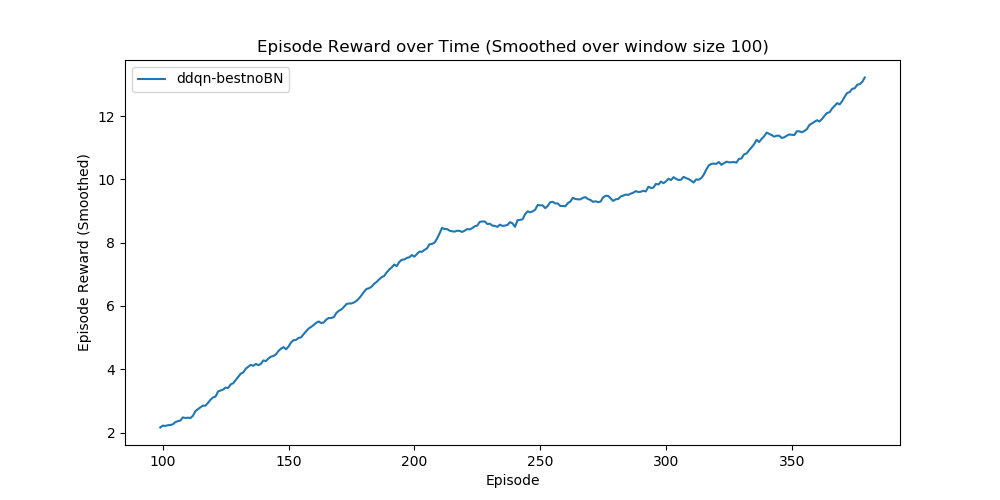 Episode Reward over Time (Smoothed over window size 100)
ddqn-bestnoBN
Episode Reward (Smoothed)
12
10
8
6
4
2
100 150 200 250 300 350
Episode